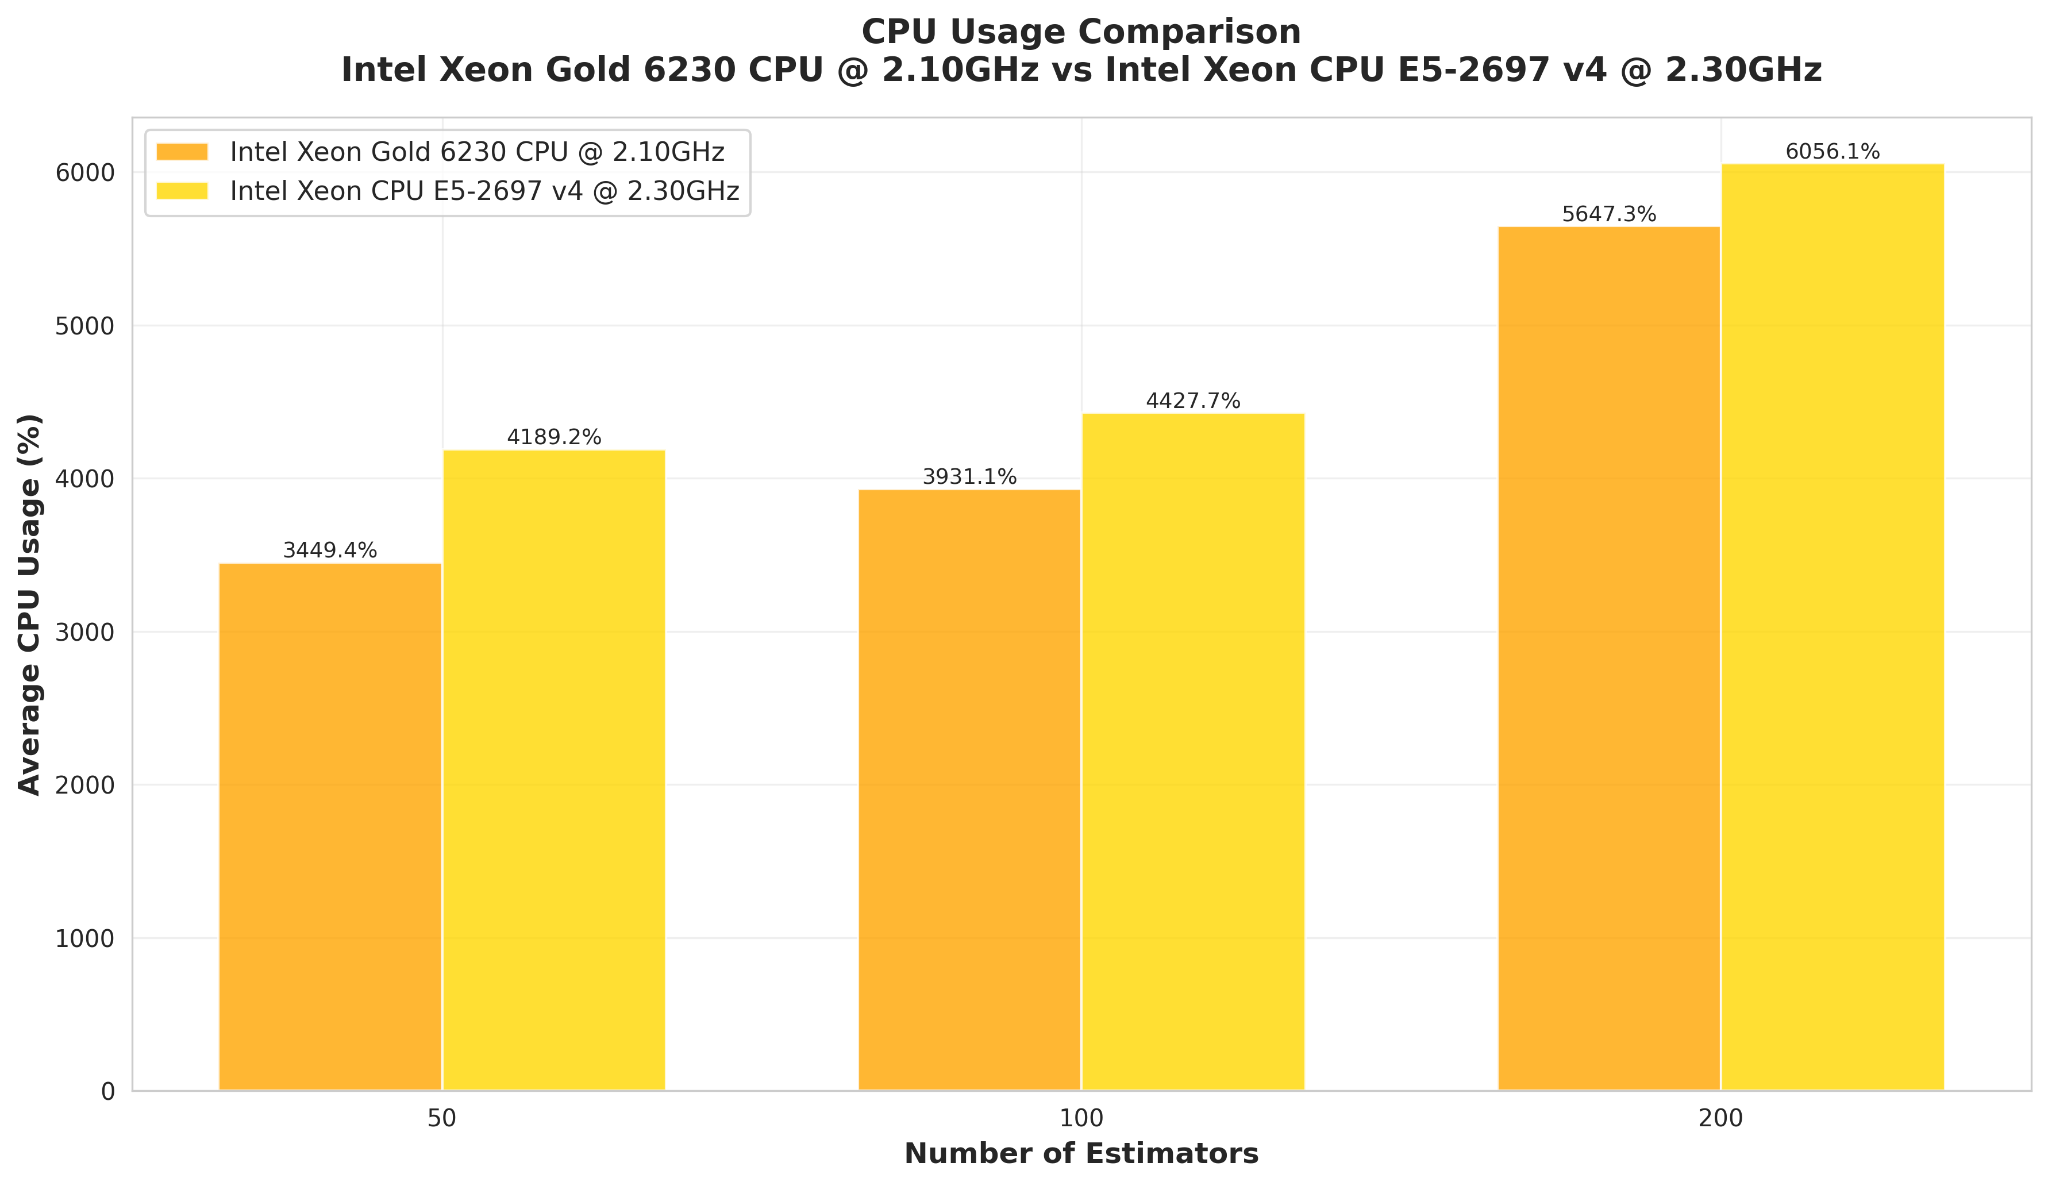 CPU Usage Comparison
Intel Xeon Gold 6230 CPU @ 2.10GHz vs Intel Xeon CPU E5-2697 v4 @ 2.30GHz
Intel Xeon Gold 6230 CPU @ 2.10GHz
Intel Xeon CPU E5-2697 v4 @ 2.30GHz
Average CPU Usage (%)
6000
5000
4000
3000
2000
1000
0
3449.4%
4189.2%
3931.1%
4427.7%
5647.3%
6056.1%
50
100
200
Number of Estimators